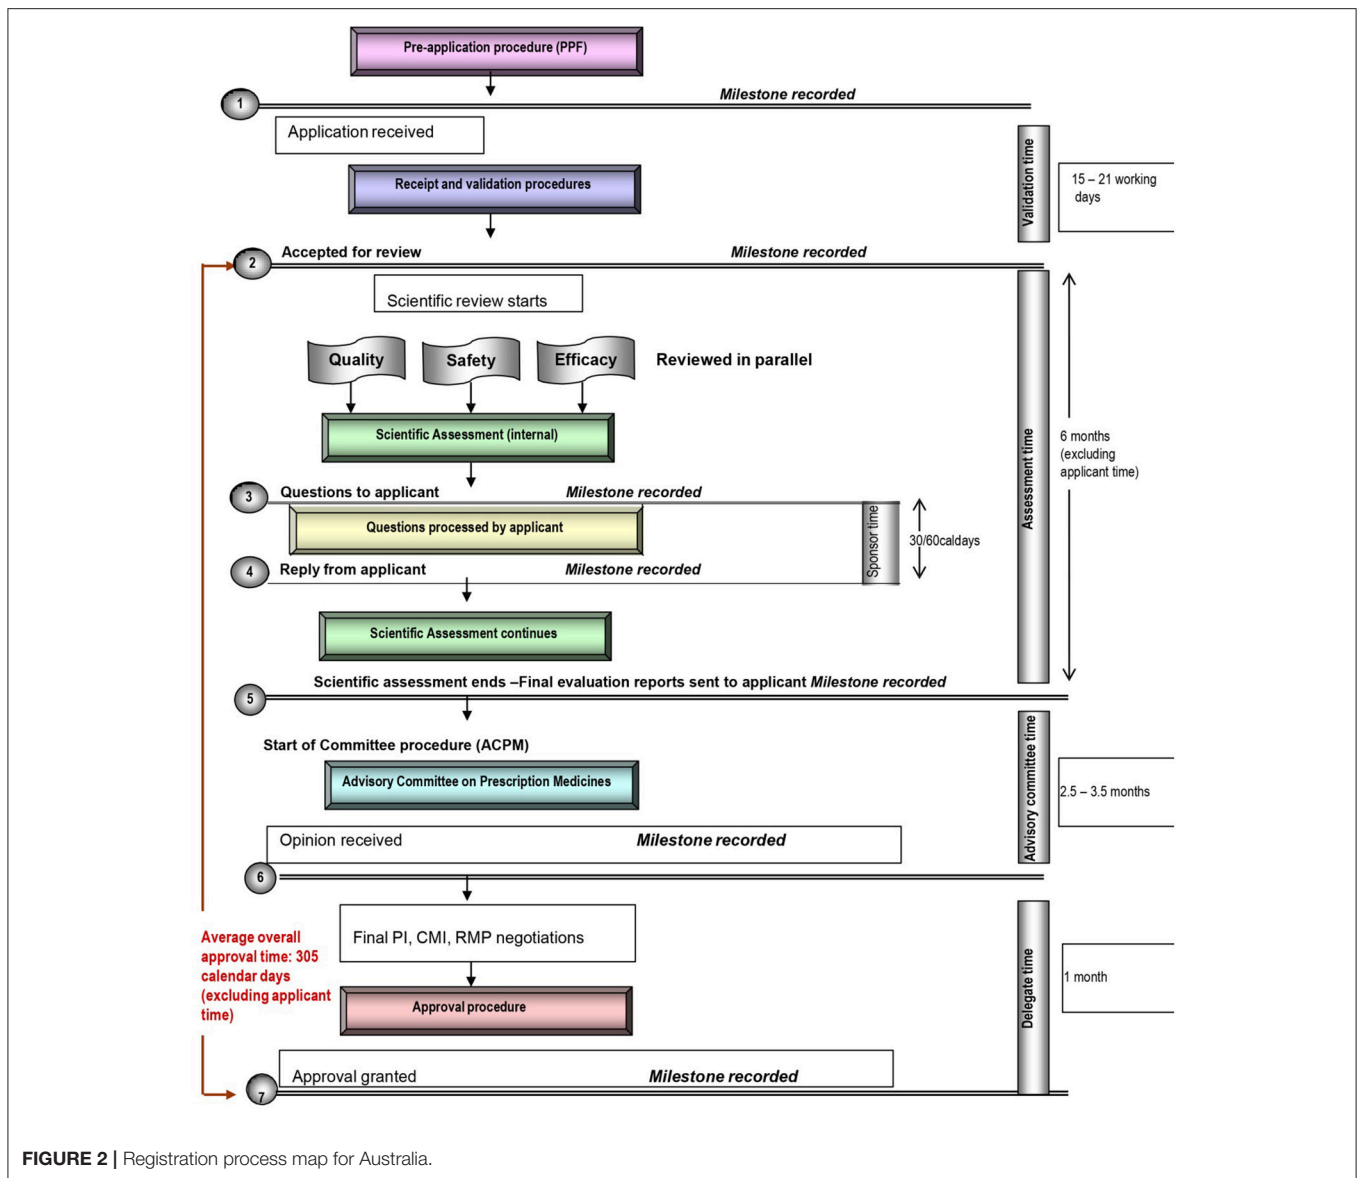 Pre-application procedure (PPF)
1
Milestone recorded
Application received
Validation time
15 – 21 working
days
Receipt and validation procedures
2
Accepted for review
Milestone recorded
Scientific review starts
Quality
Safety
Efficacy
Reviewed in parallel
Scientific Assessment (internal)
Assessment time
6 months
(excluding
applicant time)
3
Questions to applicant
Milestone recorded
Questions processed by applicant
Sponsor time
30/60caldays
4
Reply from applicant
Milestone recorded
Scientific Assessment continues
5
Scientific assessment ends –Final evaluation reports sent to applicant Milestone recorded
Start of Committee procedure (ACPM)
Advisory Committee on Prescription Medicines
Advisory committee time
2.5 – 3.5 months
Opinion received
Milestone recorded
6
Final PI, CMI, RMP negotiations
Average overall
approval time: 305
calendar days
(excluding applicant
time)
Approval procedure
Delegate time
1 month
Approval granted
Milestone recorded
7
FIGURE 2 | Registration process map for Australia.